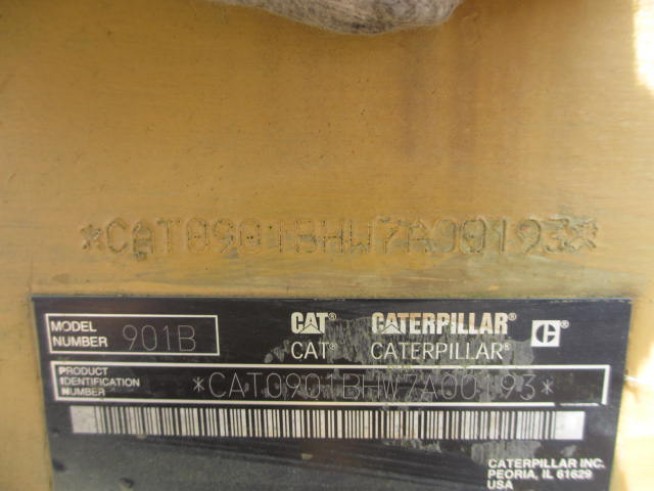 *CAT0901BHW7A00193*
MODEL NUMBER 901B
CAT® CATERPILLAR® C®
CAT CATERPILLAR®
PRODUCT IDENTIFICATION NUMBER *CAT0901BHW7A00193*
CATERPILLAR INC.
PEORIA, IL 61629
USA